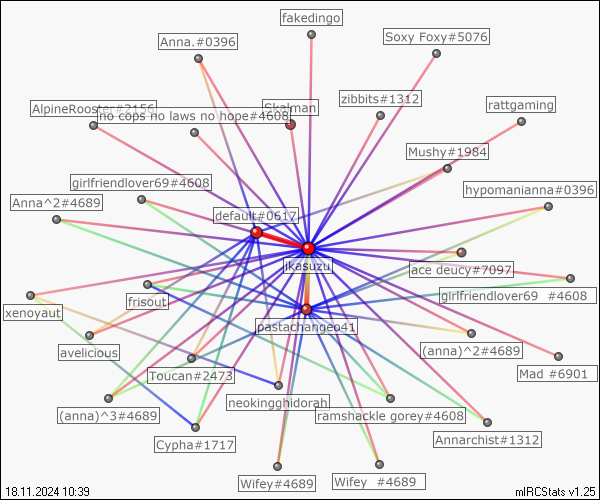 fakedingo
Soxy Foxy#5076
Anna.#0396
zibbits#1312
rattgaming
AlpineRooster#2156
Skalman
no cops no laws no hope#4608
Mushy#1984
girlfriendlover69#4608
hypomanianna#0396
Anna^2#4689
default#0617
ikasuzu
ace deucy#7097
girlfriendlover69 #4608
frisout
xenoyaut
pastachangeo41
avelicious
(anna)^2#4689
Toucan#2473
Mad #6901
neokingghidorah
(anna)^3#4689
ramshackle gorey#4608
Cypha#1717
Annarchist#1312
Wifey#4689
Wifey #4689
18.11.2024 10:39
mIRCStats v1.25